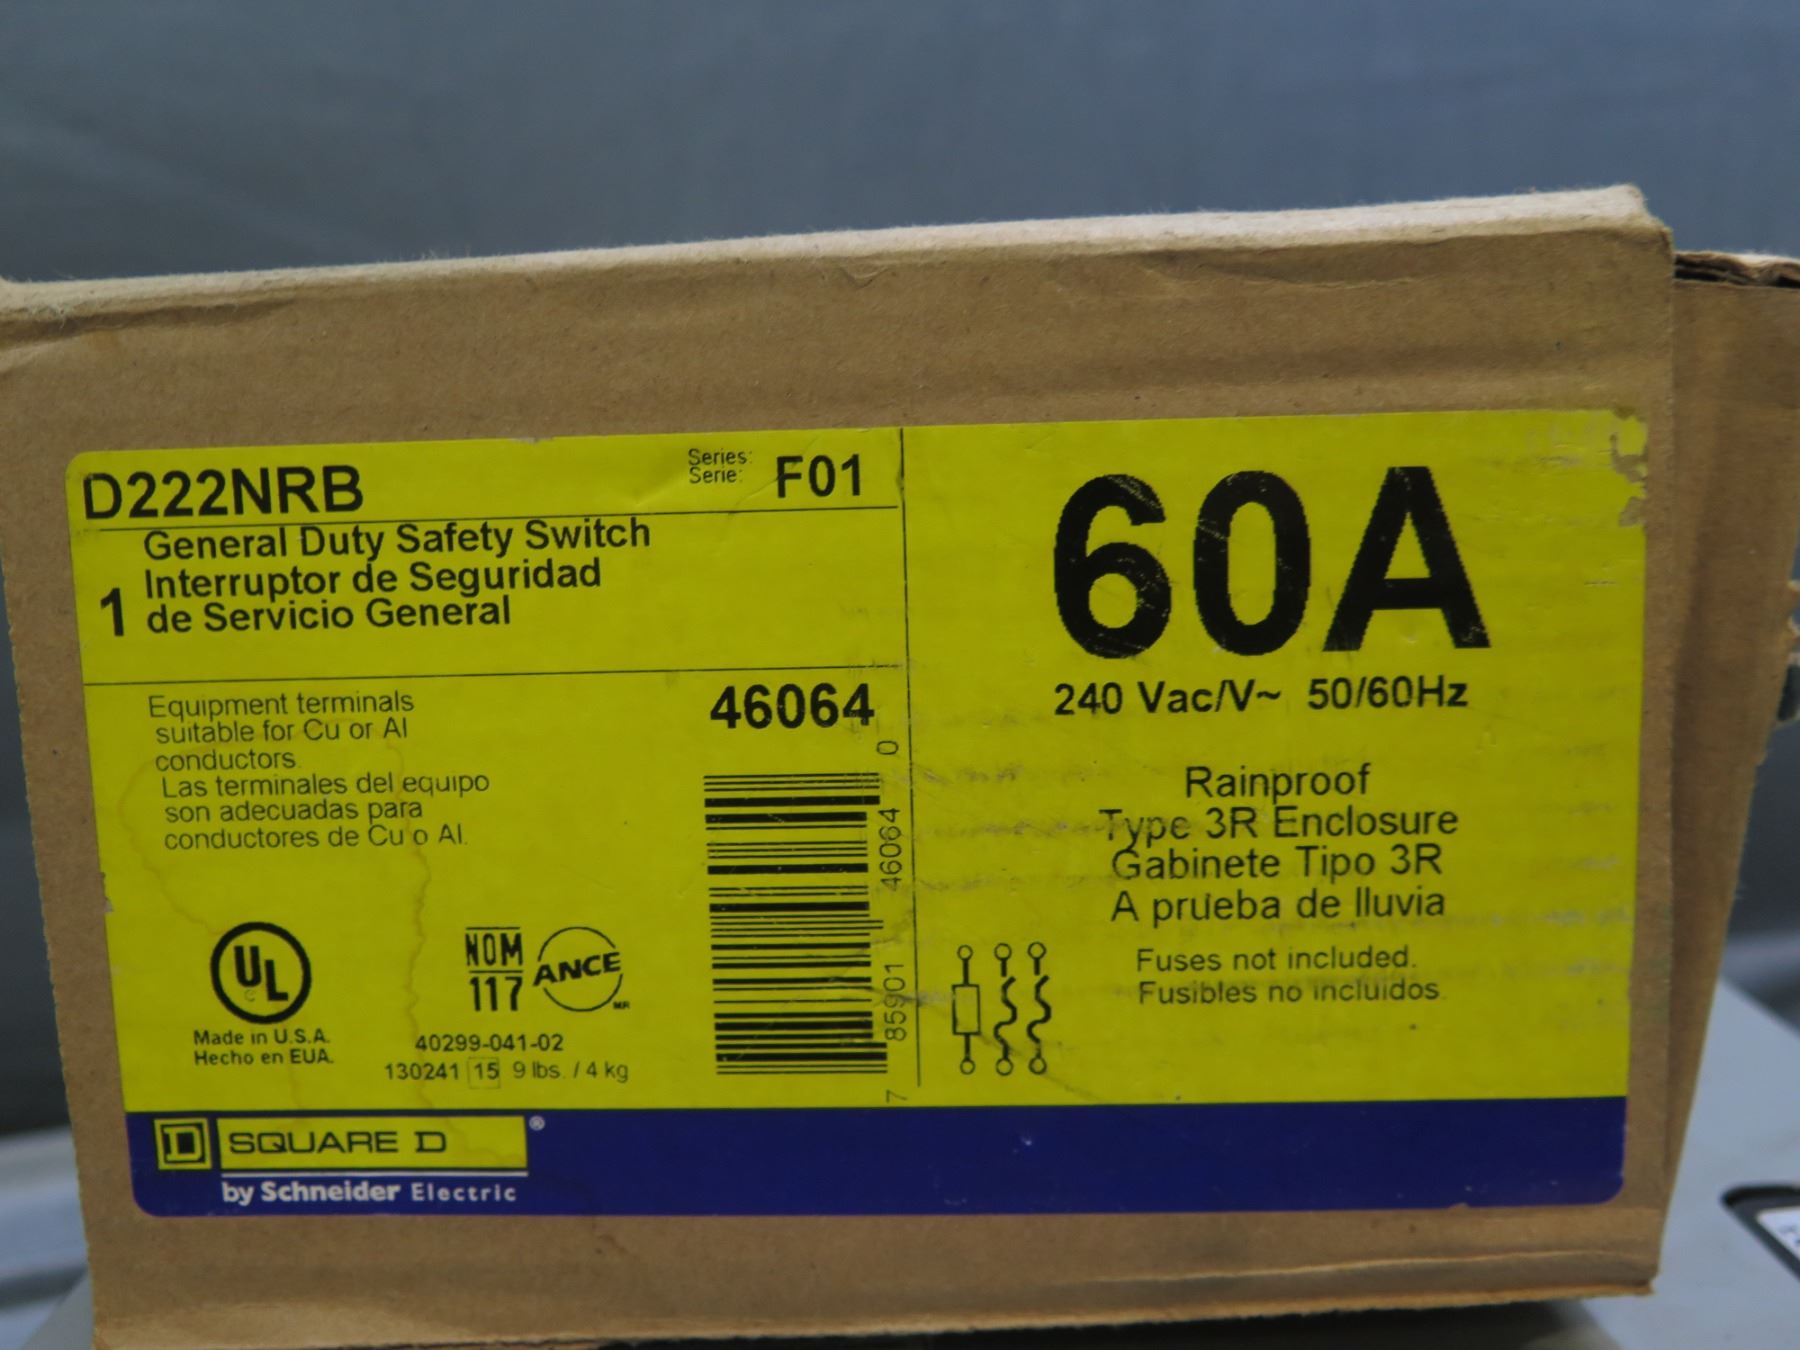 D222NRB
Series:
Serie: F01
1
General Duty Safety Switch
Interruptor de Seguridad
de Servicio General
Equipment terminals
suitable for Cu or Al
conductors.
Las terminales del equipo
son adecuadas para
conductores de Cu o Al.
46064
7 85901 46064 0
UL
NOM
117
ANCE
MR
Made in U.S.A.
Hecho en EUA.
40299-041-02
130241 15 9 lbs. / 4 kg
60A
240 Vac/V~ 50/60Hz
Rainproof
Type 3R Enclosure
Gabinete Tipo 3R
A prueba de lluvia
Fuses not included.
Fusibles no incluidos.
D SQUARE D ®
by Schneider Electric